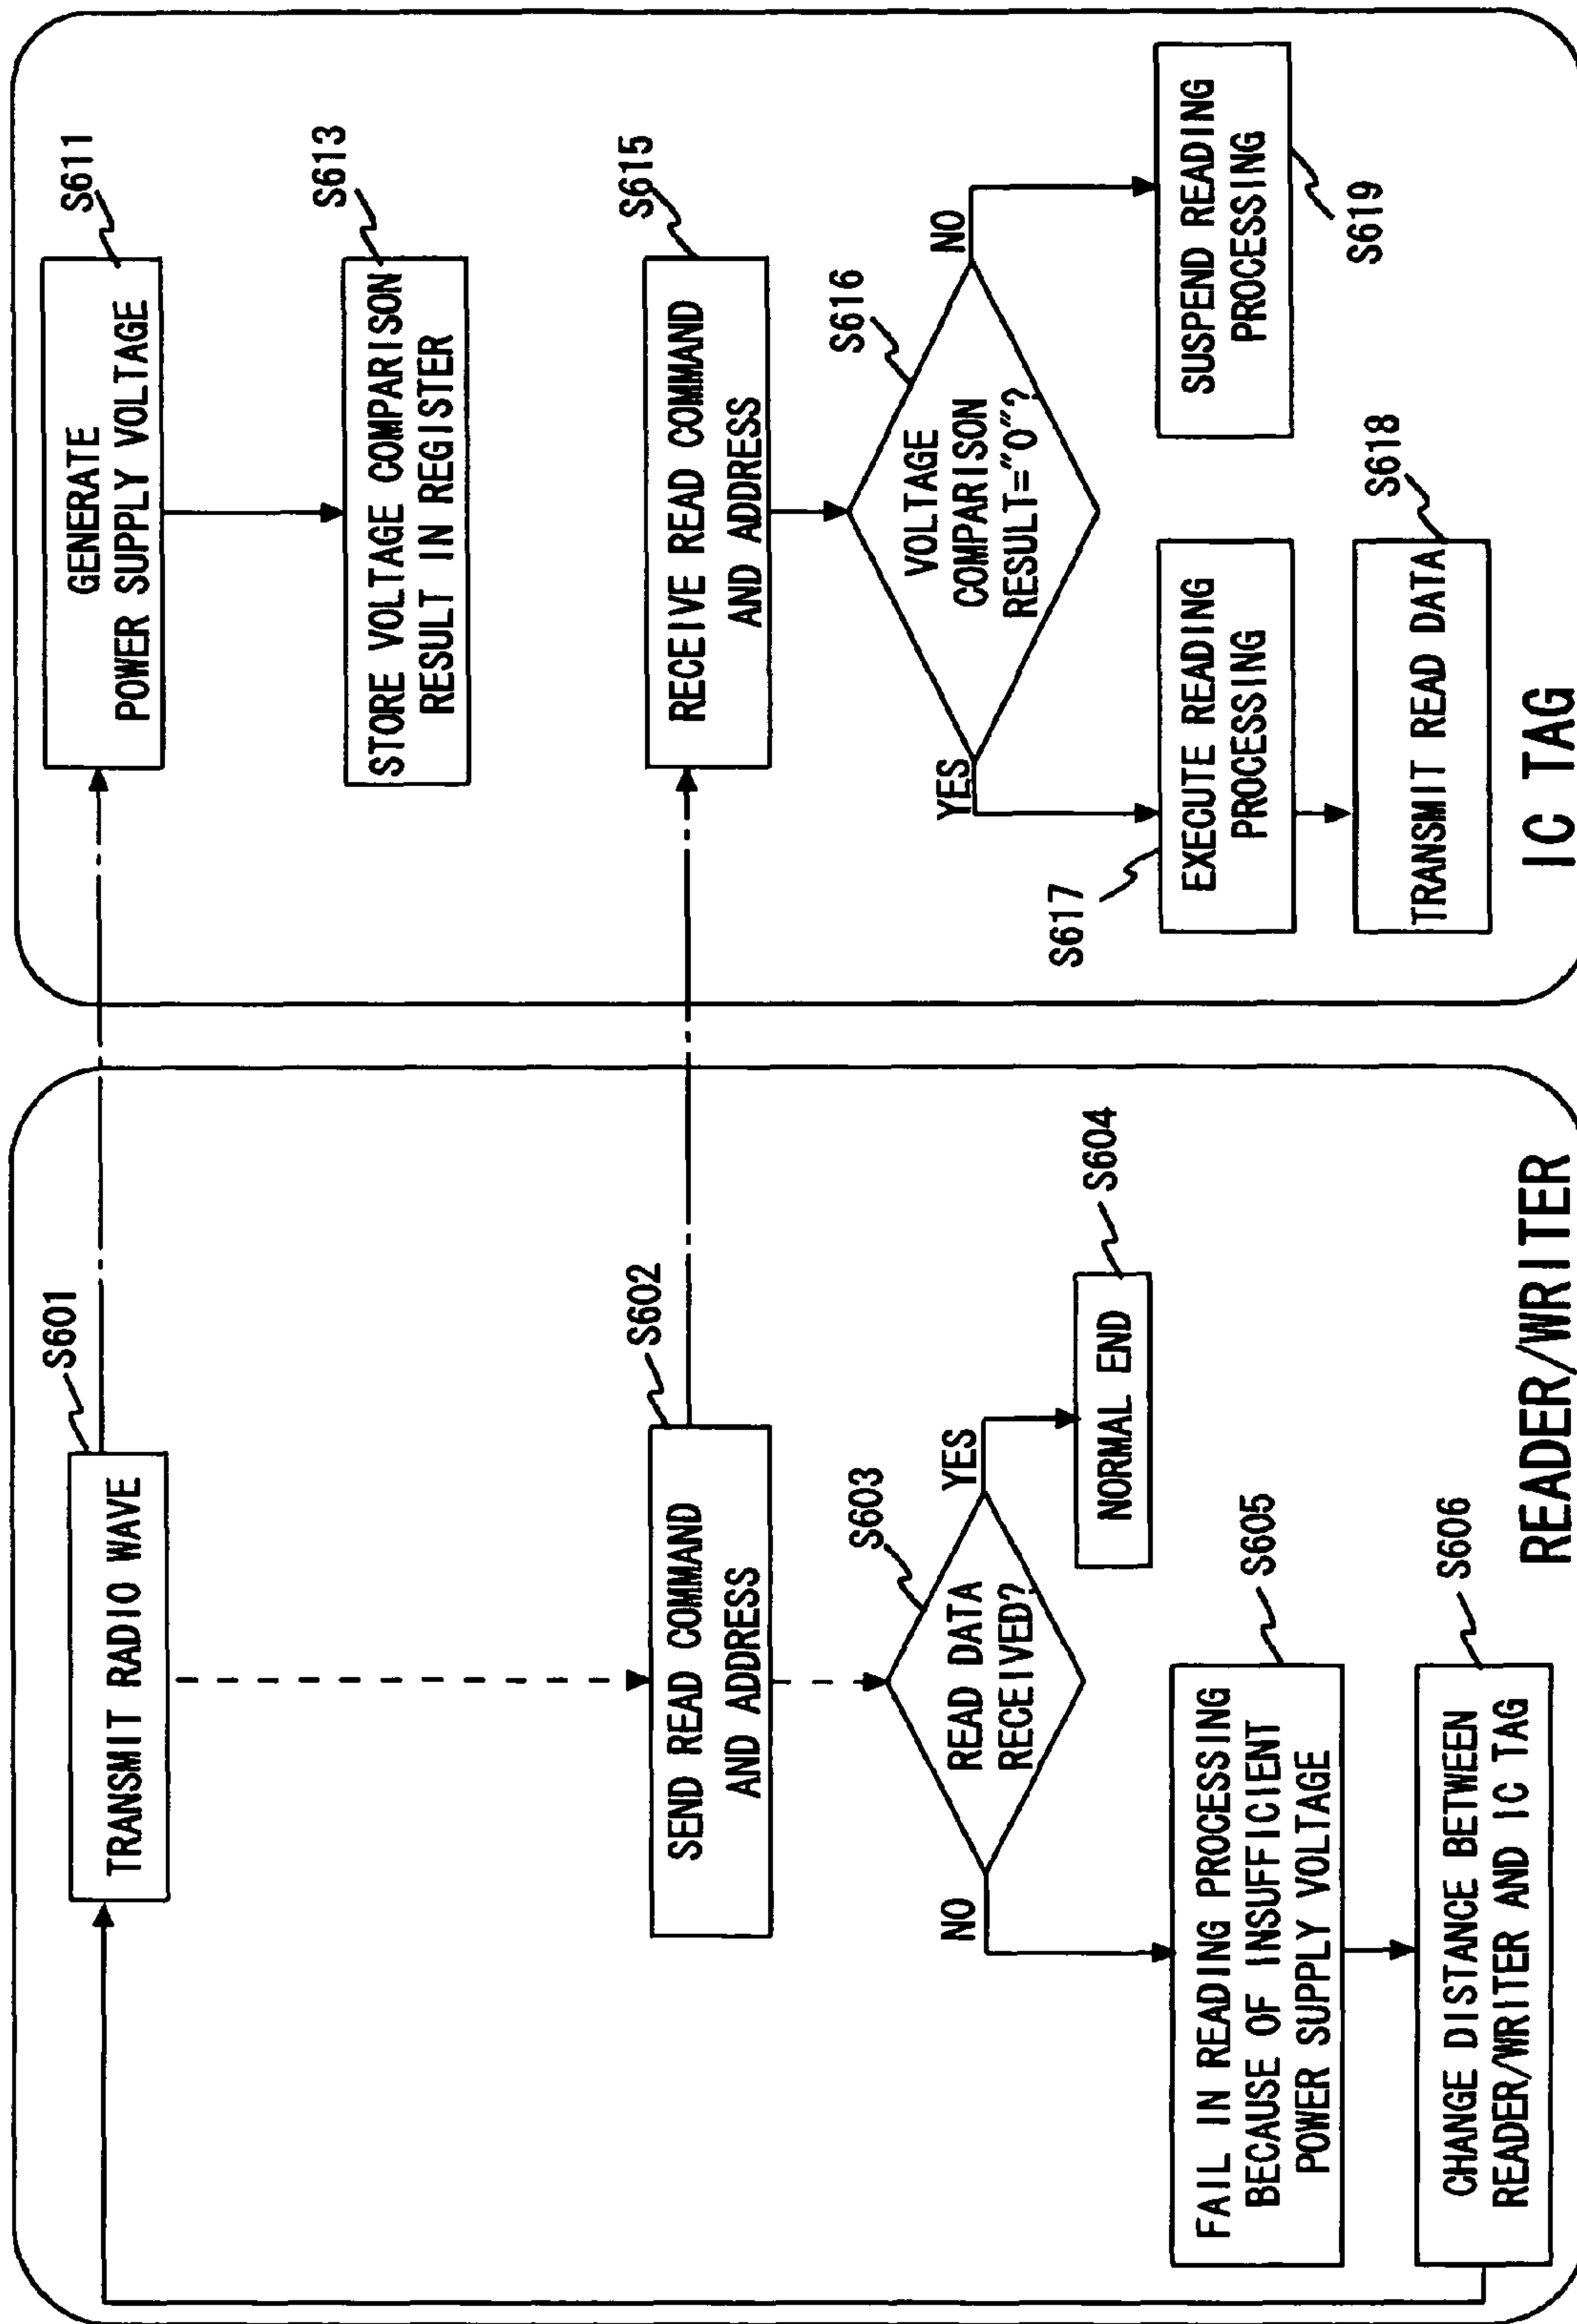 TRANSMIT RADIO WAVE
S601
SEND READ COMMAND
AND ADDRESS
S602
READ DATA
RECEIVED?
S603
YES
NO
NORMAL END
S604
FAIL IN READING PROCESSING
BECAUSE OF INSUFFICIENT
POWER SUPPLY VOLTAGE
S605
CHANGE DISTANCE BETWEEN
READER/WRITER AND IC TAG
S606
READER/WRITER
GENERATE
POWER SUPPLY VOLTAGE
S611
STORE VOLTAGE COMPARISON
RESULT IN REGISTER
S613
RECEIVE READ COMMAND
AND ADDRESS
S615
VOLTAGE
COMPARISON
RESULT="0"?
S616
YES
NO
S617
EXECUTE READING
PROCESSING
SUSPEND READING
PROCESSING
S619
TRANSMIT READ DATA
S618
IC TAG